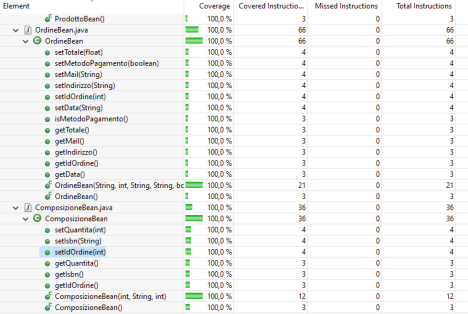 Element Coverage Covered Instructio... Missed Instructions Total Instructions
ProdottoBean() 100,0 % 3 0 3
OrdineBean.java 100,0 % 66 0 66
OrdineBean 100,0 % 66 0 66
setTotale(float) 100,0 % 4 0 4
setMetodoPagamento(boolean) 100,0 % 4 0 4
setMail(String) 100,0 % 4 0 4
setIndirizzo(String) 100,0 % 4 0 4
setIdOrdine(int) 100,0 % 4 0 4
setData(String) 100,0 % 4 0 4
isMetodoPagamento() 100,0 % 3 0 3
getTotale() 100,0 % 3 0 3
getMail() 100,0 % 3 0 3
getIndirizzo() 100,0 % 3 0 3
getIdOrdine() 100,0 % 3 0 3
getData() 100,0 % 3 0 3
OrdineBean(String, int, String, String, bo 100,0 % 21 0 21
OrdineBean() 100,0 % 3 0 3
ComposizioneBean.java 100,0 % 36 0 36
ComposizioneBean 100,0 % 36 0 36
setQuantita(int) 100,0 % 4 0 4
setIsbn(String) 100,0 % 4 0 4
setIdOrdine(int) 100,0 % 4 0 4
getQuantita() 100,0 % 3 0 3
getIsbn() 100,0 % 3 0 3
getIdOrdine() 100,0 % 3 0 3
ComposizioneBean(int, String, int) 100,0 % 12 0 12
ComposizioneBean() 100,0 % 3 0 3